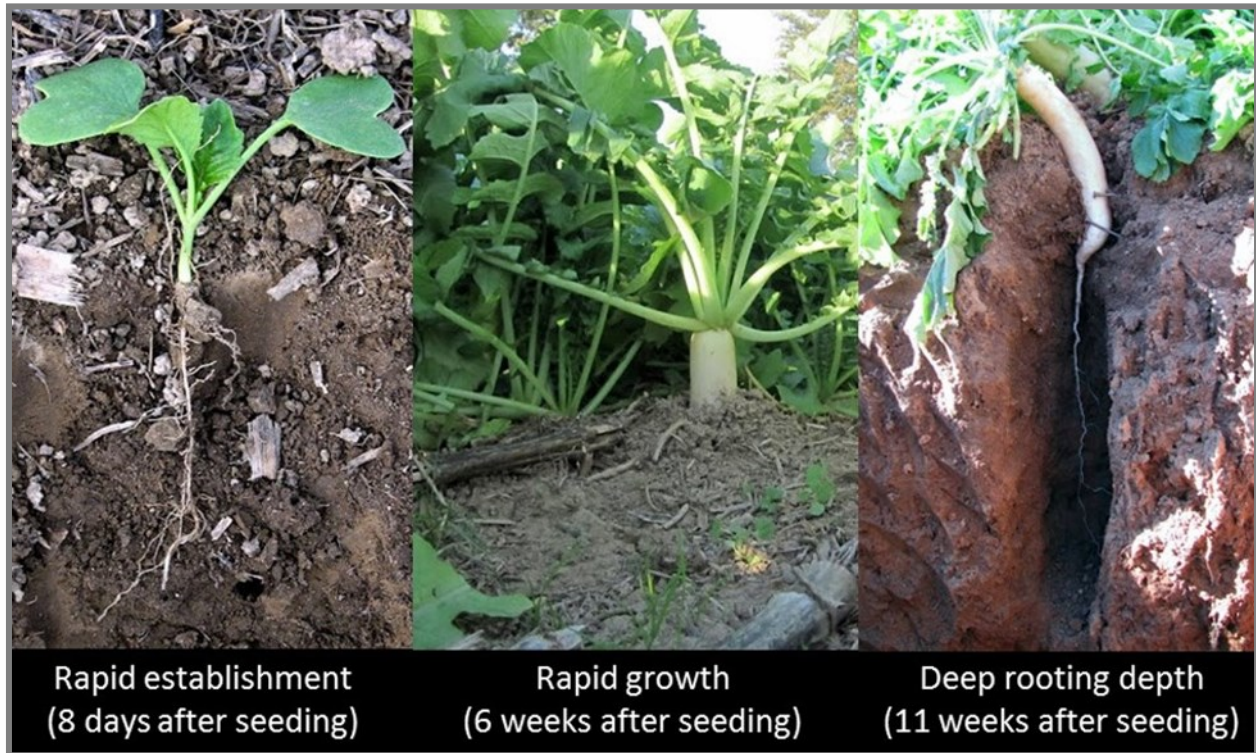 Rapid establishment
(8 days after seeding)
Rapid growth
(6 weeks after seeding)
Deep rooting depth
(11 weeks after seeding)